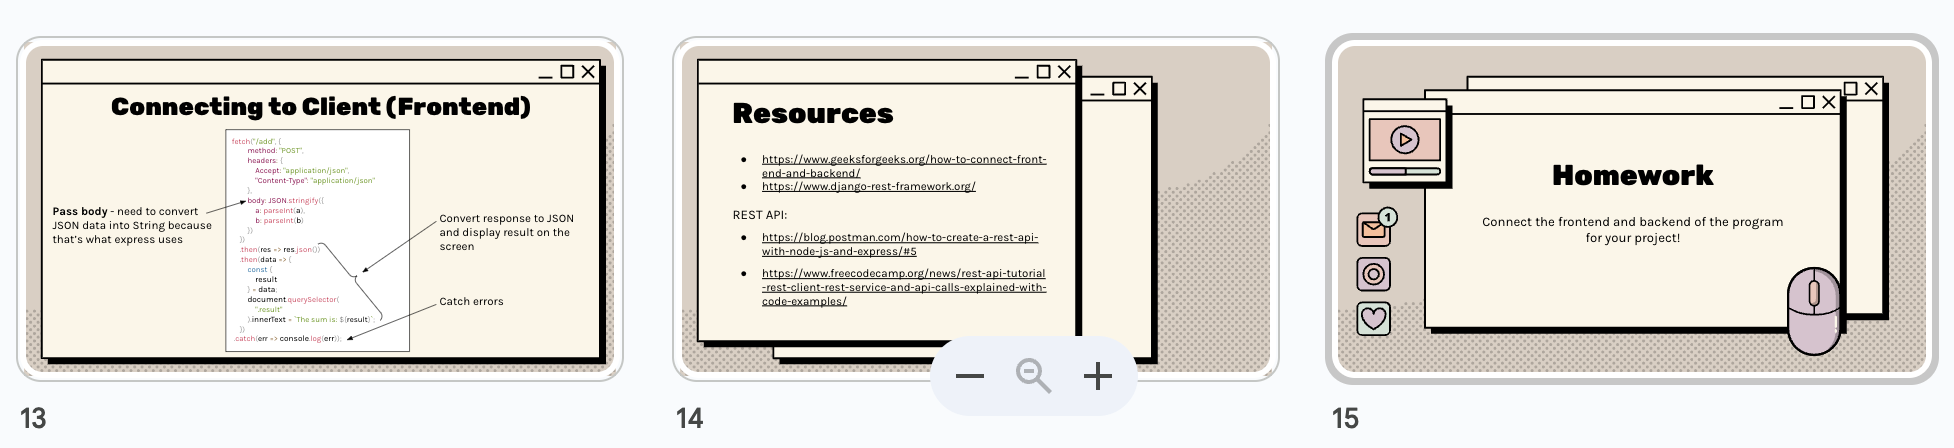 Connecting to Client (Frontend)
fetch("/add", {
method: "POST",
headers: {
Accept: "application/json",
"Content-Type": "application/json"
},
body: JSON.stringify({
a: parseInt(a),
b: parseInt(b)
})
})
.then(res => res.json())
.then(data => {
const {
result
} = data;
document.querySelector(
".result"
).innerText = `The sum is: ${result}`;
})
.catch(err => console.log(err));
Pass body - need to convert
JSON data into String because
that's what express uses
Convert response to JSON
and display result on the
screen
Catch errors
13
Resources
https://www.geeksforgeeks.org/how-to-connect-front-
end-and-backend/
https://www.django-rest-framework.org/
REST API:
https://blog.postman.com/how-to-create-a-rest-api-
with-node-js-and-express/#5
https://www.freecodecamp.org/news/rest-api-tutorial
-rest-client-rest-service-and-api-calls-explained-with-
code-examples/
14
1
Homework
Connect the frontend and backend of the program
for your project!
15